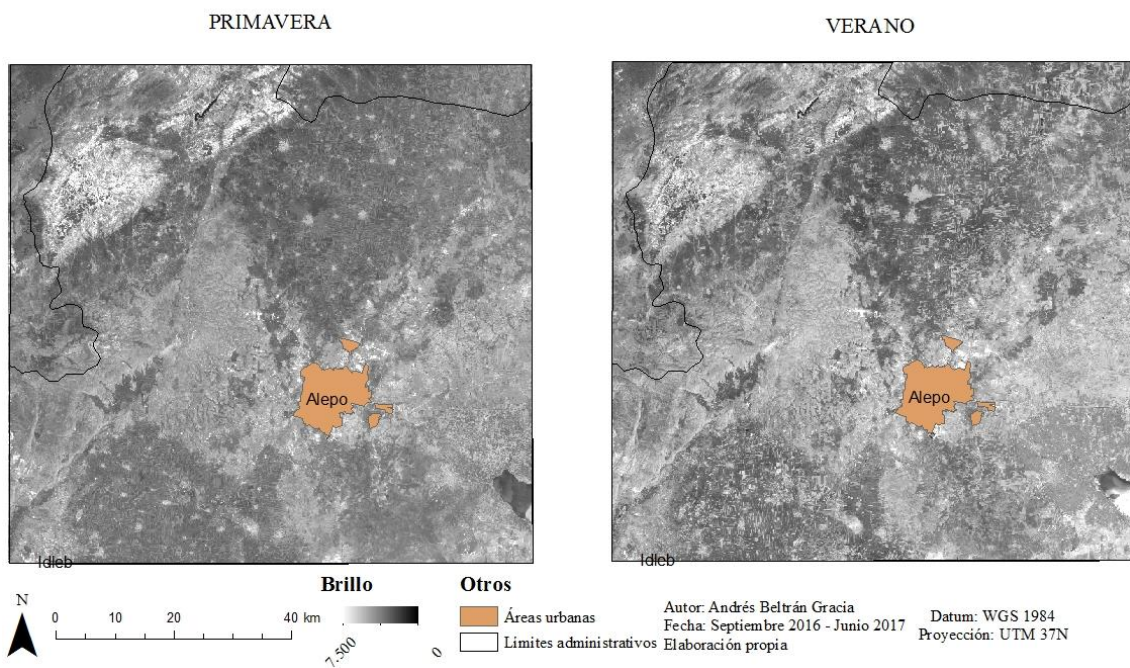 PRIMAVERA
VERANO
Alepo
Idleb
Alepo
Idleb
N
0 10 20 40 km
Brillo
7.500 0
Otros
Áreas urbanas
Límites administrativos
Autor: Andrés Beltrán Gracia
Fecha: Septiembre 2016 - Junio 2017
Elaboración propia
Datum: WGS 1984
Proyección: UTM 37N